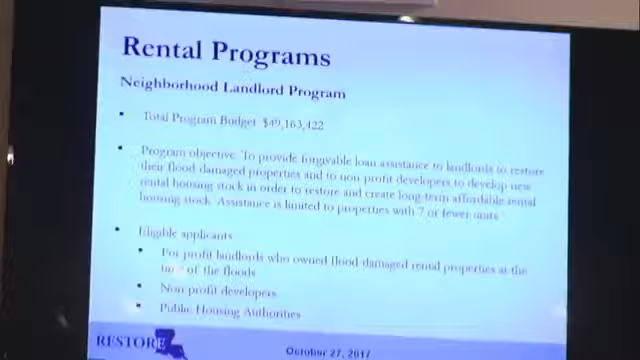 Rental Programs
Neighborhood Landlord Program
▪ Total Program Budget $49,163,422
▪ Program objective: To provide forgivable loan assistance to landlords to restore
their flood damaged properties and to non profit developers to develop new
rental housing stock in order to restore and create long-term affordable rental
housing stock. Assistance is limited to properties with 7 or fewer units
▪ Eligible applicants
▪ For profit landlords who owned flood damaged rental properties at the
time of the floods
▪ Non profit developers
▪ Public Housing Authorities
RESTORE
October 27, 2017